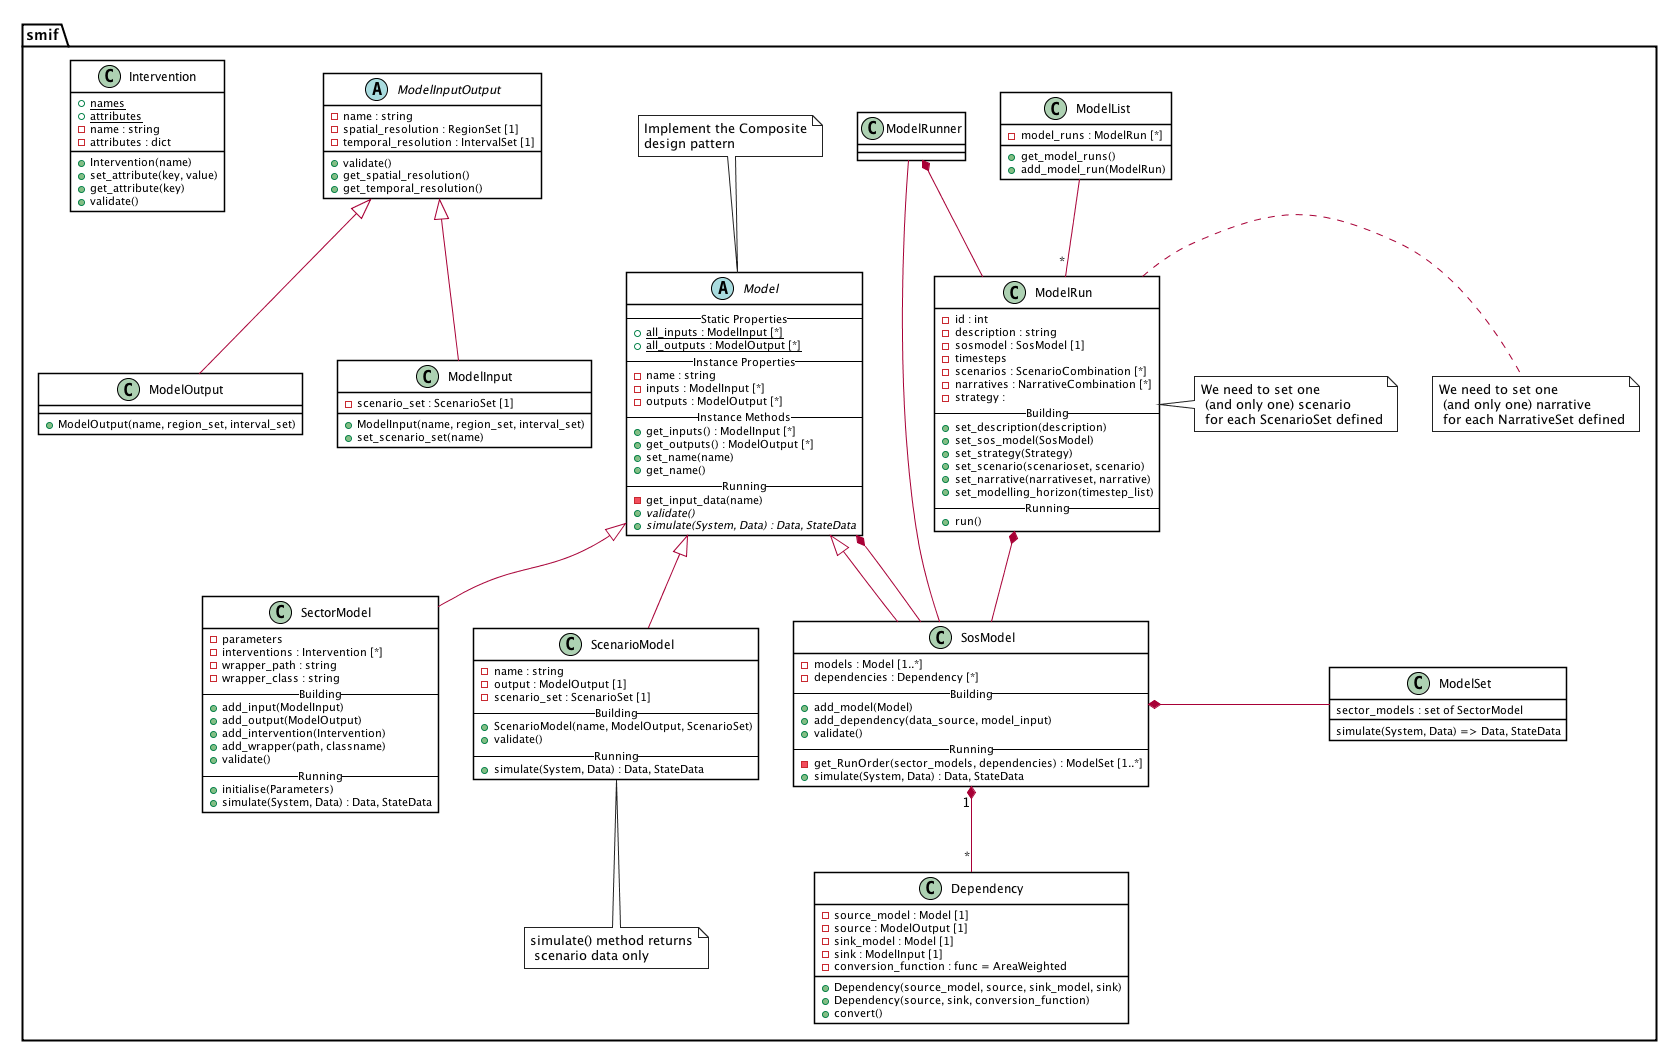 smif
C Intervention
names
attributes
name : string
attributes : dict
Intervention(name)
set_attribute(key, value)
get_attribute(key)
validate()
A ModelInputOutput
name : string
spatial_resolution : RegionSet [1]
temporal_resolution : IntervalSet [1]
validate()
get_spatial_resolution()
get_temporal_resolution()
Implement the Composite
design pattern
C ModelRunner
C ModelList
model_runs : ModelRun [*]
get_model_runs()
add_model_run(ModelRun)
*
C ModelOutput
ModelOutput(name, region_set, interval_set)
C ModelInput
scenario_set : ScenarioSet [1]
ModelInput(name, region_set, interval_set)
set_scenario_set(name)
A Model
Static Properties
all_inputs : ModelInput [*]
all_outputs : ModelOutput [*]
Instance Properties
name : string
inputs : ModelInput [*]
outputs : ModelOutput [*]
Instance Methods
get_inputs() : ModelInput [*]
get_outputs() : ModelOutput [*]
set_name(name)
get_name()
Running
get_input_data(name)
validate()
simulate(System, Data) : Data, StateData
C ModelRun
id : int
description : string
sosmodel : SosModel [1]
timesteps
scenarios : ScenarioCombination [*]
narratives : NarrativeCombination [*]
strategy :
Building
set_description(description)
set_sos_model(SosModel)
set_strategy(Strategy)
set_scenario(scenarioset, scenario)
set_narrative(narrativeset, narrative)
set_modelling_horizon(timestep_list)
Running
run()
We need to set one
(and only one) scenario
for each ScenarioSet defined
We need to set one
(and only one) narrative
for each NarrativeSet defined
C SectorModel
parameters
interventions : Intervention [*]
wrapper_path : string
wrapper_class : string
Building
add_input(ModelInput)
add_output(ModelOutput)
add_intervention(Intervention)
add_wrapper(path, classname)
validate()
Running
initialise(Parameters)
simulate(System, Data) : Data, StateData
C ScenarioModel
name : string
output : ModelOutput [1]
scenario_set : ScenarioSet [1]
Building
ScenarioModel(name, ModelOutput, ScenarioSet)
validate()
Running
simulate(System, Data) : Data, StateData
C SosModel
models : Model [1..*]
dependencies : Dependency [*]
Building
add_model(Model)
add_dependency(data_source, model_input)
validate()
Running
get_RunOrder(sector_models, dependencies) : ModelSet [1..*]
simulate(System, Data) : Data, StateData
C ModelSet
sector_models : set of SectorModel
simulate(System, Data) => Data, StateData
1
*
simulate() method returns
scenario data only
C Dependency
source_model : Model [1]
source : ModelOutput [1]
sink_model : Model [1]
sink : ModelInput [1]
conversion_function : func = AreaWeighted
Dependency(source_model, source, sink_model, sink)
Dependency(source, sink, conversion_function)
convert()